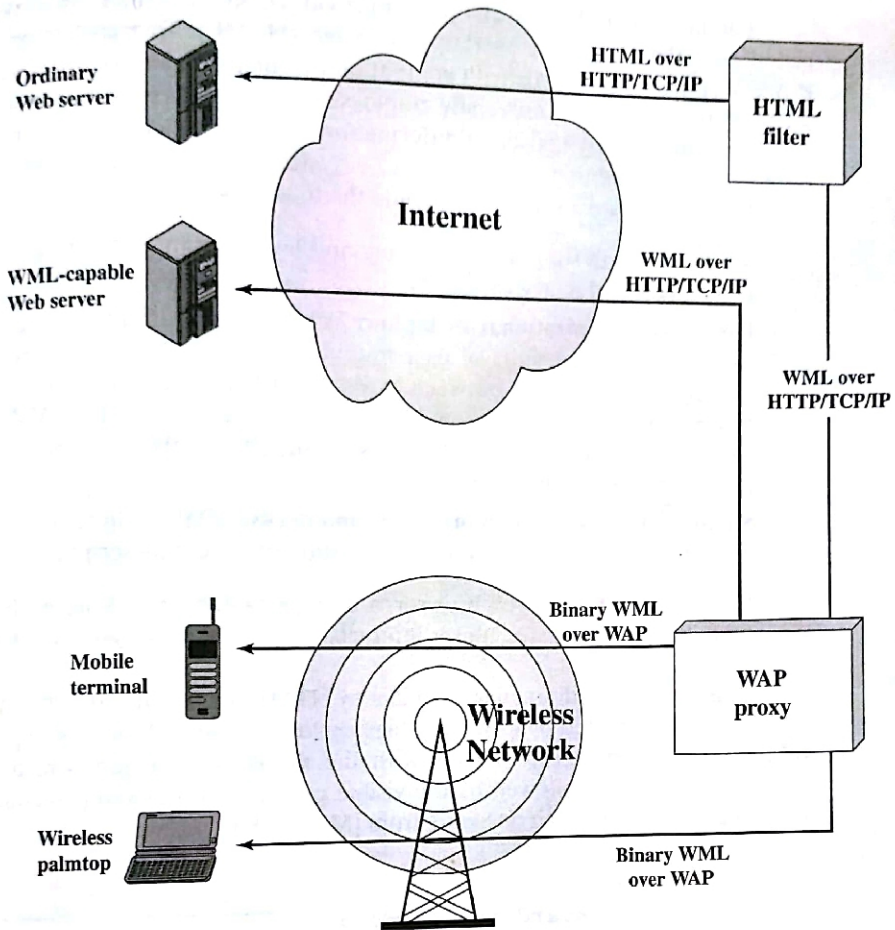 HTML over
HTTP/TCP/IP
Ordinary
Web server
HTML
filter
Internet
WML-capable
Web server
WML over
HTTP/TCP/IP
WML over
HTTP/TCP/IP
Binary WML
over WAP
Mobile
terminal
WAP
proxy
Wireless
Network
Wireless
palmtop
Binary WML
over WAP